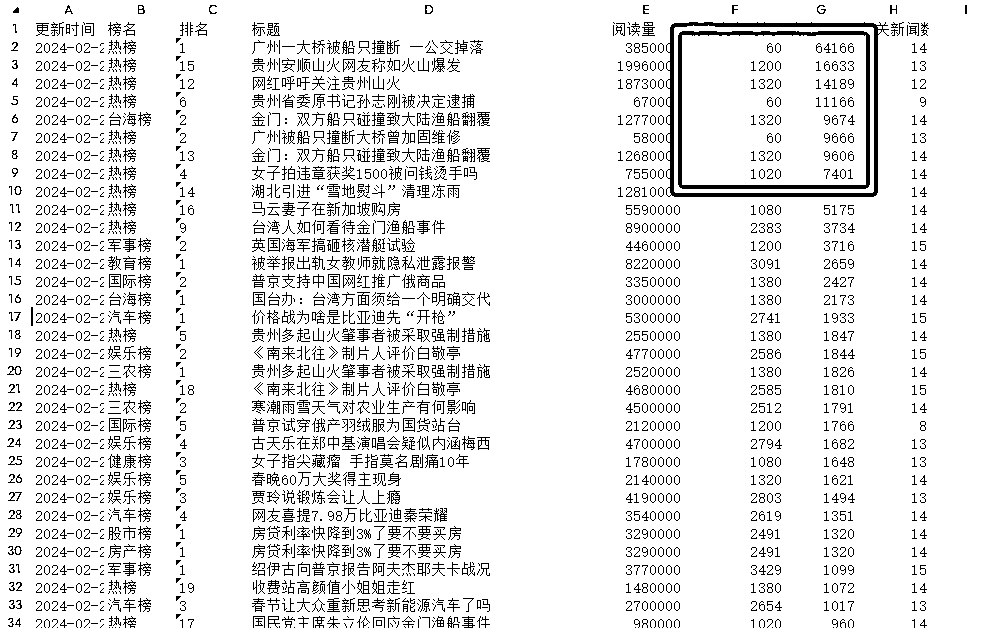 A B C D E F G H I
1 更新时间 榜名 排名 标题 阅读量 关新闻数
2 2024-02-2 热榜 1 广州一大桥被船只撞断 一公交掉落 385000 60 64166 14
3 2024-02-2 热榜 15 贵州安顺山火网友称如火山爆发 1996000 1200 16633 13
4 2024-02-2 热榜 12 网红呼吁关注贵州山火 1873000 1320 14189 12
5 2024-02-2 热榜 6 贵州省委原书记孙志刚被决定逮捕 67000 60 11166 9
6 2024-02-2 台海榜 2 金门：双方船只碰撞致大陆渔船翻覆 1277000 1320 9674 14
7 2024-02-2 热榜 2 广州被船只撞断大桥曾加固维修 58000 60 9666 13
8 2024-02-2 热榜 13 金门：双方船只碰撞致大陆渔船翻覆 1268000 1320 9606 14
9 2024-02-2 热榜 4 女子拍违章获奖1500被问钱烫手吗 755000 1020 7401 14
10 2024-02-2 热榜 14 湖北引进“雪地熨斗”清理冻雨 1281000 14
11 2024-02-2 热榜 16 马云妻子在新加坡购房 5590000 1080 5175 14
12 2024-02-2 热榜 9 台湾人如何看待金门渔船事件 8900000 2383 3734 14
13 2024-02-2 军事榜 2 英国海军搞砸核潜艇试验 4460000 1200 3716 15
14 2024-02-2 教育榜 1 被举报出轨女教师就隐私泄露报警 8220000 3091 2659 14
15 2024-02-2 国际榜 2 普京支持中国网红推广俄商品 3350000 1380 2427 14
16 2024-02-2 台海榜 1 国台办：台湾方面须给一个明确交代 3000000 1380 2173 14
17 2024-02-2 汽车榜 1 价格战为啥是比亚迪先“开枪” 5300000 2741 1933 15
18 2024-02-2 热榜 5 贵州多起山火肇事者被采取强制措施 2550000 1380 1847 14
19 2024-02-2 娱乐榜 2 《南来北往》制片人评价白敬亭 4770000 2586 1844 15
20 2024-02-2 三农榜 1 贵州多起山火肇事者被采取强制措施 2520000 1380 1826 14
21 2024-02-2 热榜 18 《南来北往》制片人评价白敬亭 4680000 2585 1810 15
22 2024-02-2 三农榜 2 寒潮雨雪天气对农业生产有何影响 4500000 2512 1791 14
23 2024-02-2 国际榜 5 普京试穿俄产羽绒服为国货站台 2120000 1200 1766 8
24 2024-02-2 娱乐榜 4 古天乐在郑中基演唱会疑似内涵梅西 4700000 2794 1682 13
25 2024-02-2 健康榜 3 女子指尖藏瘤 手指莫名剧痛10年 1780000 1080 1648 13
26 2024-02-2 娱乐榜 5 春晚60万大奖得主现身 2140000 1320 1621 14
27 2024-02-2 娱乐榜 3 贾玲说锻炼会让人上瘾 4190000 2803 1494 13
28 2024-02-2 汽车榜 4 网友喜提7.98万比亚迪秦荣耀 3540000 2619 1351 14
29 2024-02-2 股市榜 1 房贷利率快降到3%了要不要买房 3290000 2491 1320 14
30 2024-02-2 房产榜 1 房贷利率快降到3%了要不要买房 3290000 2491 1320 14
31 2024-02-2 军事榜 1 绍伊古向普京报告阿夫杰耶夫卡战况 3770000 3429 1099 15
32 2024-02-2 热榜 19 收费站高颜值小姐姐走红 1480000 1380 1072 14
33 2024-02-2 汽车榜 3 春节让大众重新思考新能源汽车了吗 2700000 2654 1017 13
34 2024-02-2 热榜 17 国民党主席朱立伦回应金门渔船事件 980000 1020 960 14